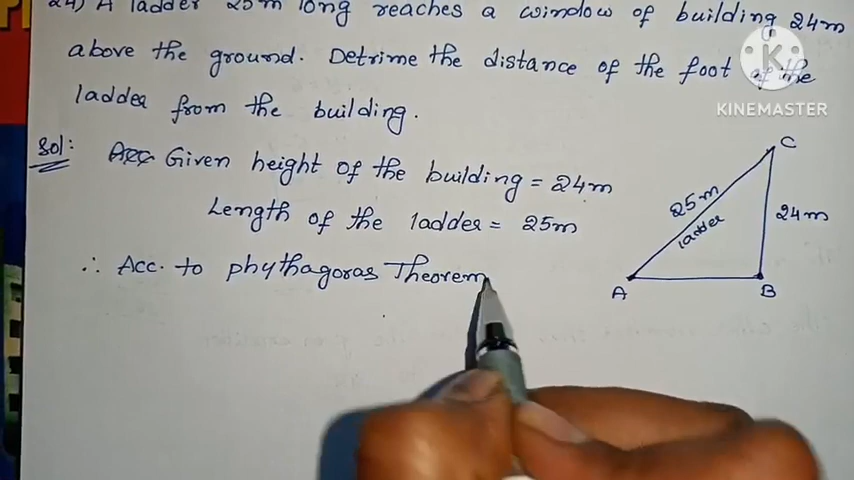 24) A ladder 25m long reaches a window of building 24m
above the ground. Detrime the distance of the foot of the
ladder from the building.
Sol:
Acc Given height of the building = 24m
Length of the ladder = 25m
∴ Acc. to phythagoras Theorem
C
25m
ladder
24m
A
B
K
KINEMASTER